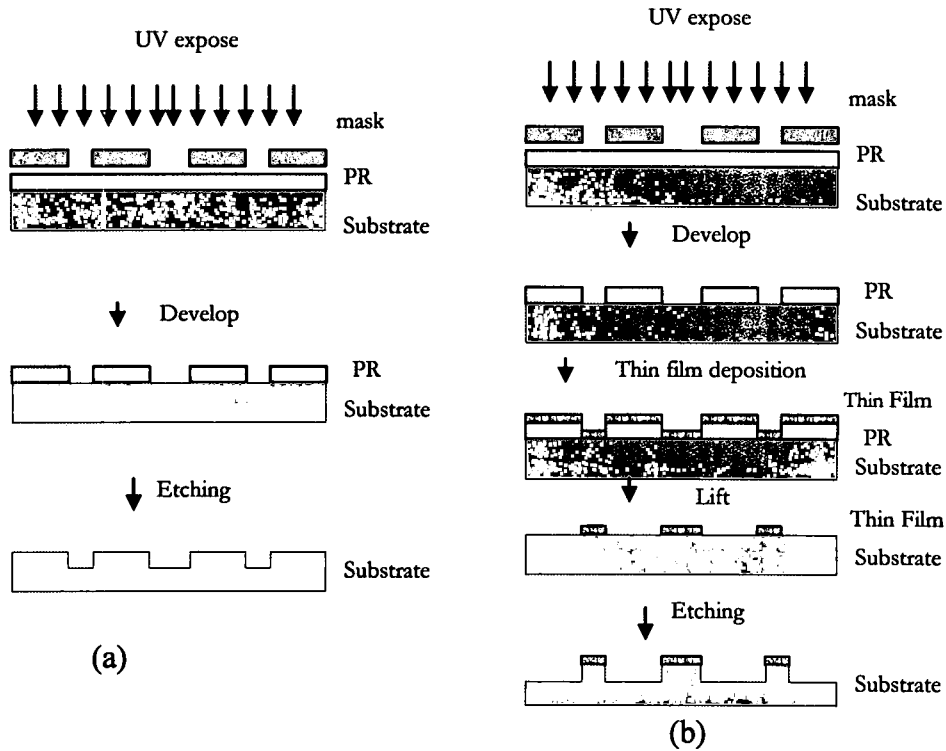 UV expose
mask
PR
Substrate
Develop
PR
Substrate
Etching
Substrate
(a)
UV expose
mask
PR
Substrate
Develop
PR
Substrate
Thin film deposition
Thin Film
PR
Substrate
Lift
Thin Film
Substrate
Etching
Substrate
(b)